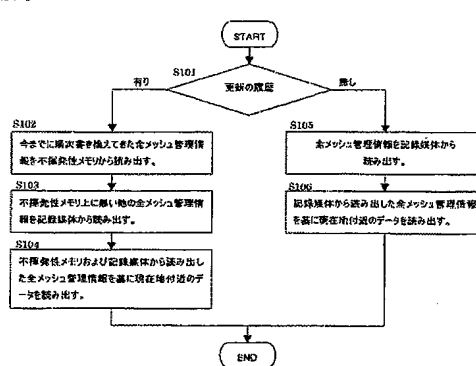 START
S101
有り
更新の履歴
無し
S102
今までに順次書き換えてきた全メッシュ管理情
報を不揮発性メモリから読み出す。
S103
不揮発性メモリ上に無い他の全メッシュ管理情
報を記録媒体から読み出す。
S104
不揮発性メモリおよび記録媒体から読み出し
た全メッシュ管理情報を基に現在地付近のデ
ータを読み出す。
S105
全メッシュ管理情報を記録媒体から
読み出す。
S106
記録媒体から読み出した全メッシュ管理情報
を基に現在地付近のデータを読み出す。
END